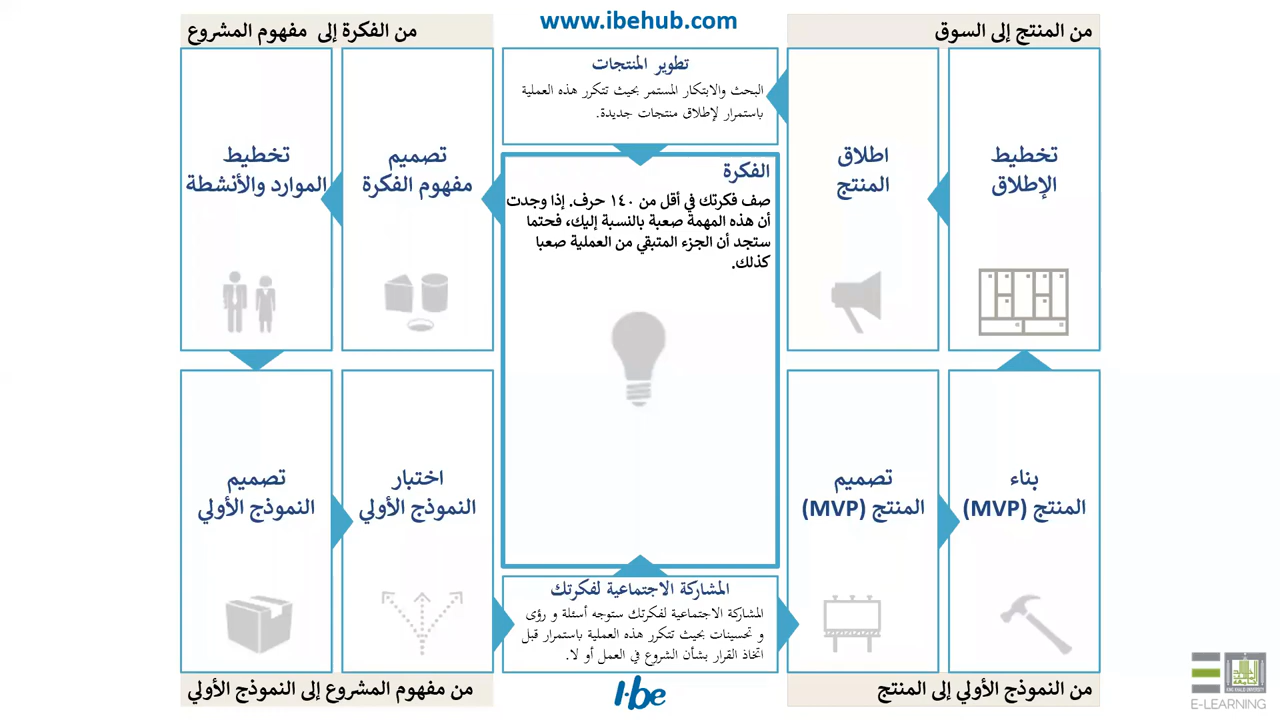 www.ibehub.com
من المنتج إلى السوق
من الفكرة إلى مفهوم المشروع
تخطيط
الإطلاق
اطلاق
المنتج
تطوير المنتجات
البحث والابتكار المستمر بحيث تتكرر هذه العملية
باستمرار لإطلاق منتجات جديدة.
الفكرة
صف فكرتك في أقل من ١٤٠ حرف. إذا وجدت
أن هذه المهمة صعبة بالنسبة إليك، فحتما
ستجد أن الجزء المتبقي من العملية صعبا
كذلك.
تصميم
مفهوم الفكرة
تخطيط
الموارد والأنشطة
بناء
المنتج (MVP)
تصميم
المنتج (MVP)
اختبار
النموذج الأولي
تصميم
النموذج الأولي
المشاركة الاجتماعية لفكرتك
المشاركة الاجتماعية لفكرتك ستوجه أسئلة و رؤى
و تحسينات بحيث تتكرر هذه العملية باستمرار قبل
اتخاذ القرار بشأن الشروع في العمل أو لا.
من النموذج الأولي إلى المنتج
من مفهوم المشروع إلى النموذج الأولي
I·be
E-LEARNING